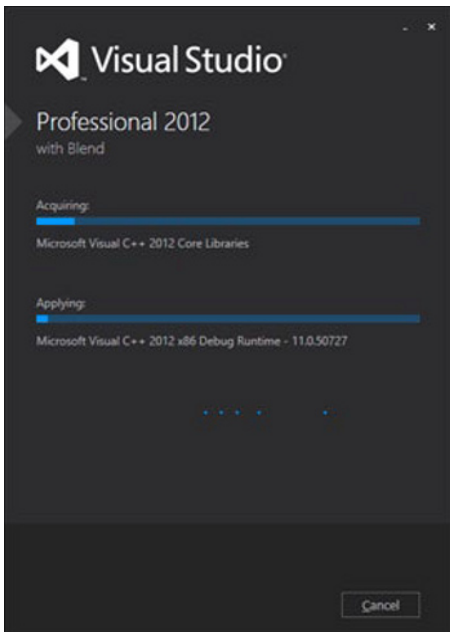 Visual Studio
Professional 2012
with Blend
Acquiring:
Microsoft Visual C++ 2012 Core Libraries
Applying:
Microsoft Visual C++ 2012 x86 Debug Runtime - 11.0.50727
Cancel